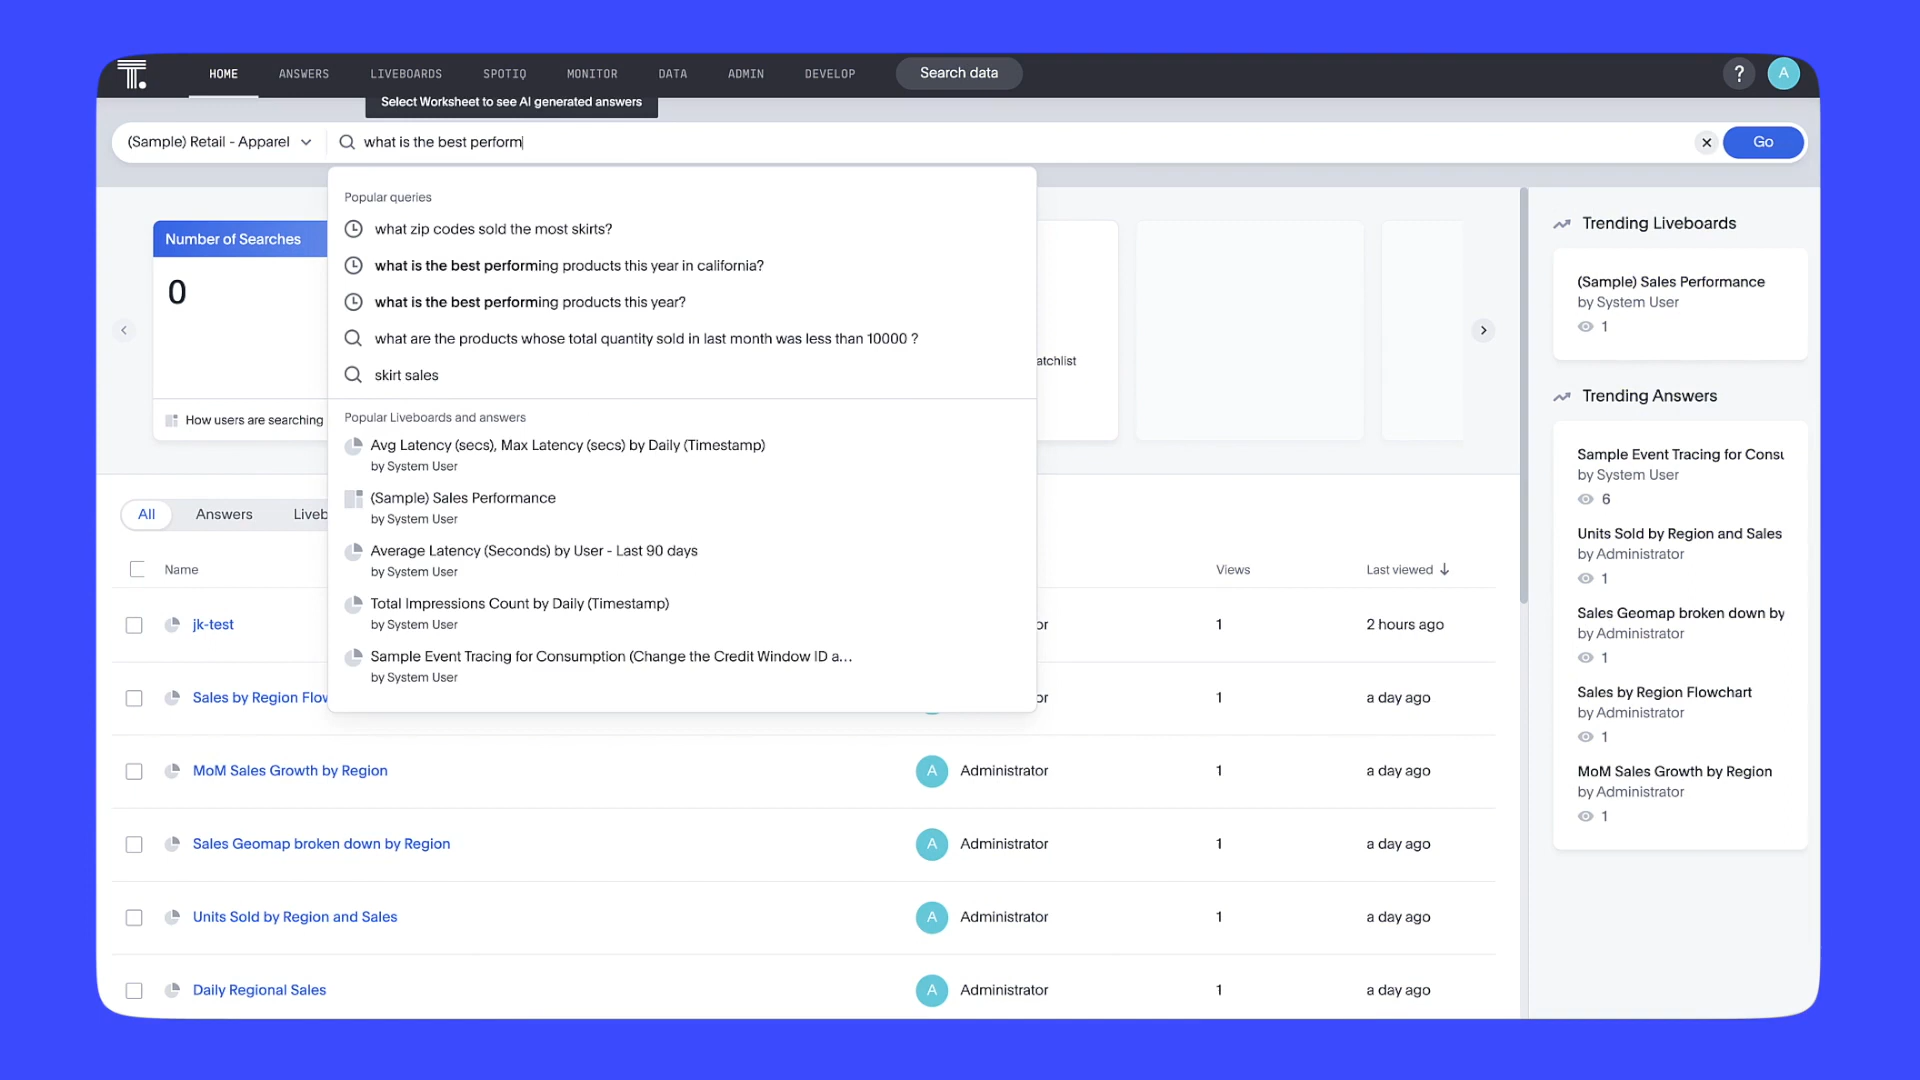 T.
HOME
ANSWERS
LIVEBOARDS
SPOTIQ
MONITOR
DATA
ADMIN
DEVELOP
Search data
?
A
Select Worksheet to see AI generated answers
(Sample) Retail - Apparel
what is the best perform
Go
Popular queries
what zip codes sold the most skirts?
what is the best performing products this year in california?
what is the best performing products this year?
what are the products whose total quantity sold in last month was less than 10000 ?
skirt sales
Popular Liveboards and answers
Avg Latency (secs), Max Latency (secs) by Daily (Timestamp)
by System User
(Sample) Sales Performance
by System User
Average Latency (Seconds) by User - Last 90 days
by System User
Total Impressions Count by Daily (Timestamp)
by System User
Sample Event Tracing for Consumption (Change the Credit Window ID a...
by System User
Number of Searches
0
How users are searching
atchlist
All
Answers
Liveb
Name
Views
Last viewed
jk-test
or
1
2 hours ago
Sales by Region Flow
or
1
a day ago
MoM Sales Growth by Region
A
Administrator
1
a day ago
Sales Geomap broken down by Region
A
Administrator
1
a day ago
Units Sold by Region and Sales
A
Administrator
1
a day ago
Daily Regional Sales
A
Administrator
1
a day ago
Trending Liveboards
(Sample) Sales Performance
by System User
1
Trending Answers
Sample Event Tracing for Consu
by System User
6
Units Sold by Region and Sales
by Administrator
1
Sales Geomap broken down by
by Administrator
1
Sales by Region Flowchart
by Administrator
1
MoM Sales Growth by Region
by Administrator
1